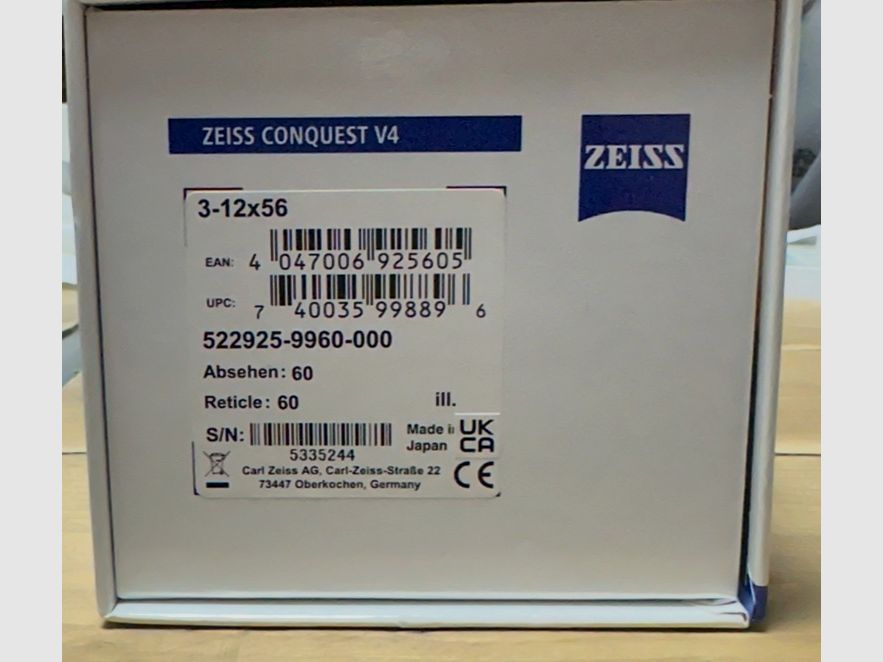 ZEISS CONQUEST V4
ZEISS
3-12x56
EAN: 4 047006 925605
UPC: 7 40035 99889 6
522925-9960-000
Absehen: 60
Reticle: 60 ill.
S/N: 5335244
Made in
Japan
UK
CA
CE
Carl Zeiss AG, Carl-Zeiss-Straße 22
73447 Oberkochen, Germany